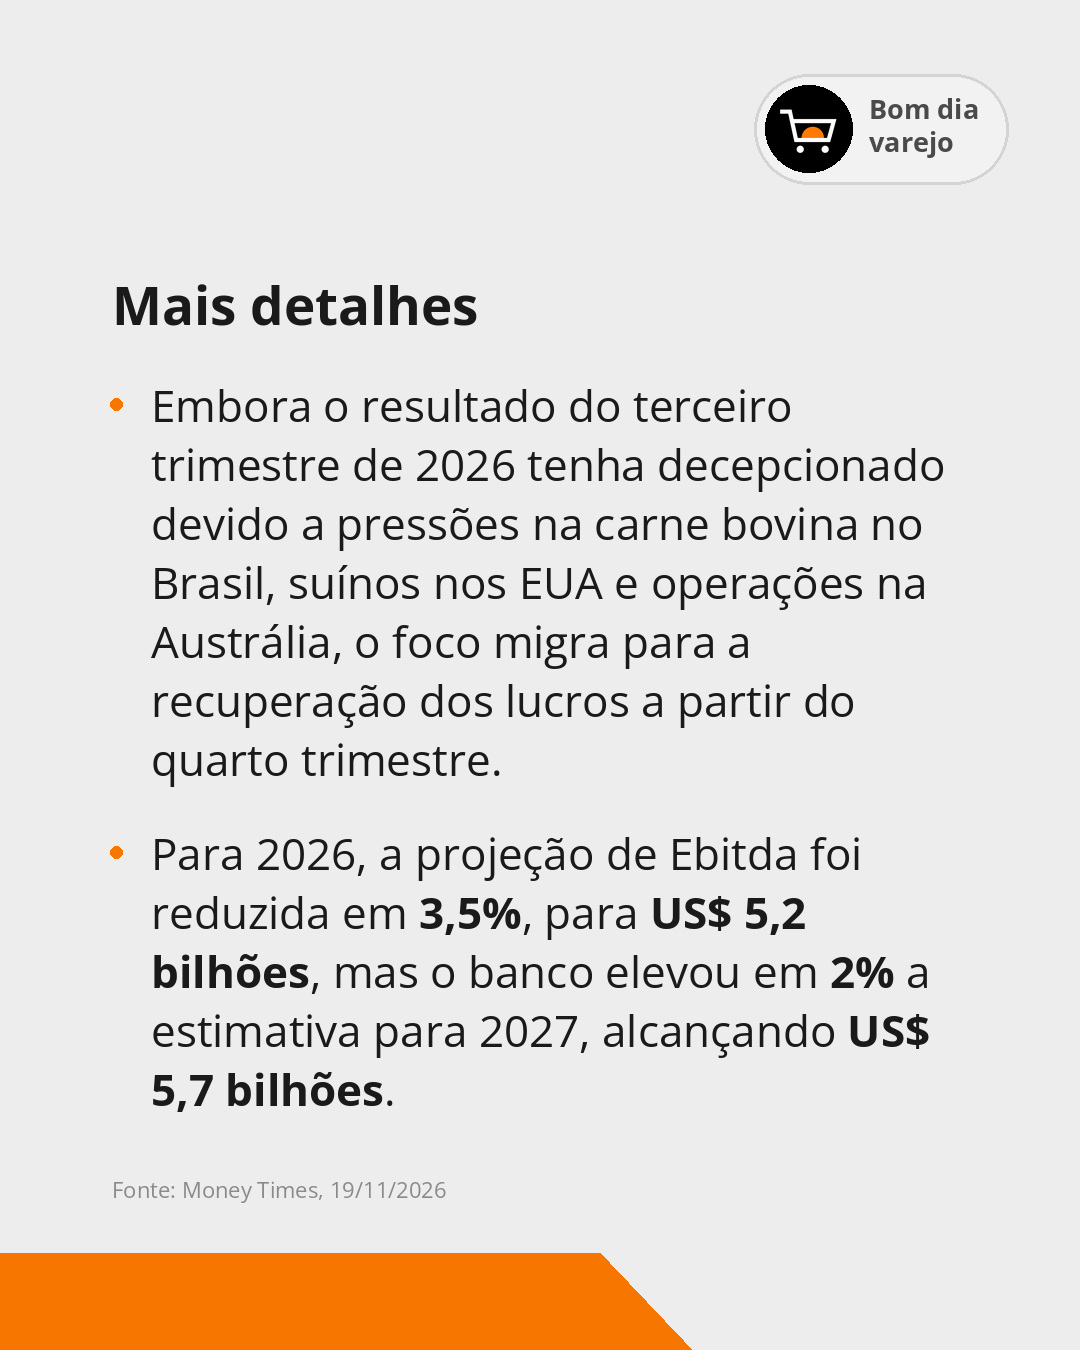 Bom dia
varejo
Mais detalhes
• Embora o resultado do terceiro
trimestre de 2026 tenha decepcionado
devido a pressões na carne bovina no
Brasil, suínos nos EUA e operações na
Austrália, o foco migra para a
recuperação dos lucros a partir do
quarto trimestre.
• Para 2026, a projeção de Ebitda foi
reduzida em 3,5%, para US$ 5,2
bilhões, mas o banco elevou em 2% a
estimativa para 2027, alcançando US$
5,7 bilhões.
Fonte: Money Times, 19/11/2026